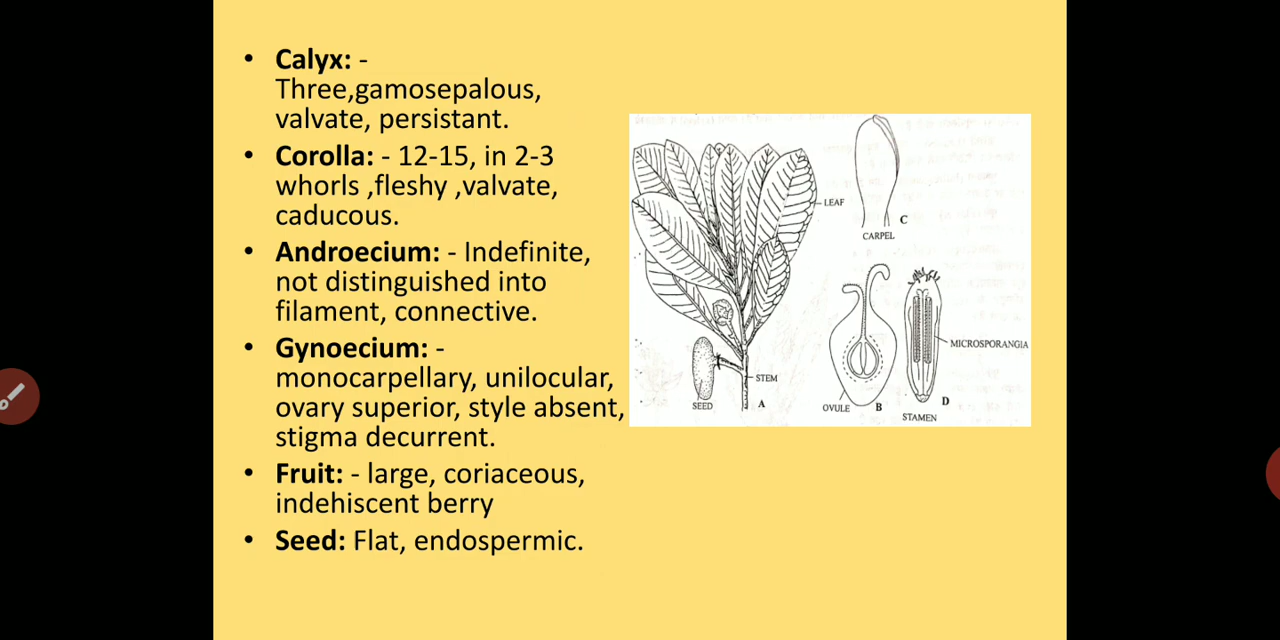 • Calyx: -
Three,gamosepalous,
valvate, persistant.
• Corolla: - 12-15, in 2-3
whorls ,fleshy ,valvate,
caducous.
• Androecium: - Indefinite,
not distinguished into
filament, connective.
• Gynoecium: -
monocarpellary, unilocular,
ovary superior, style absent,
stigma decurrent.
• Fruit: - large, coriaceous,
indehiscent berry
• Seed: Flat, endospermic.
LEAF
C
CARPEL
MICROSPORANGIA
STEM
SEED
A
OVULE
B
D
STAMEN